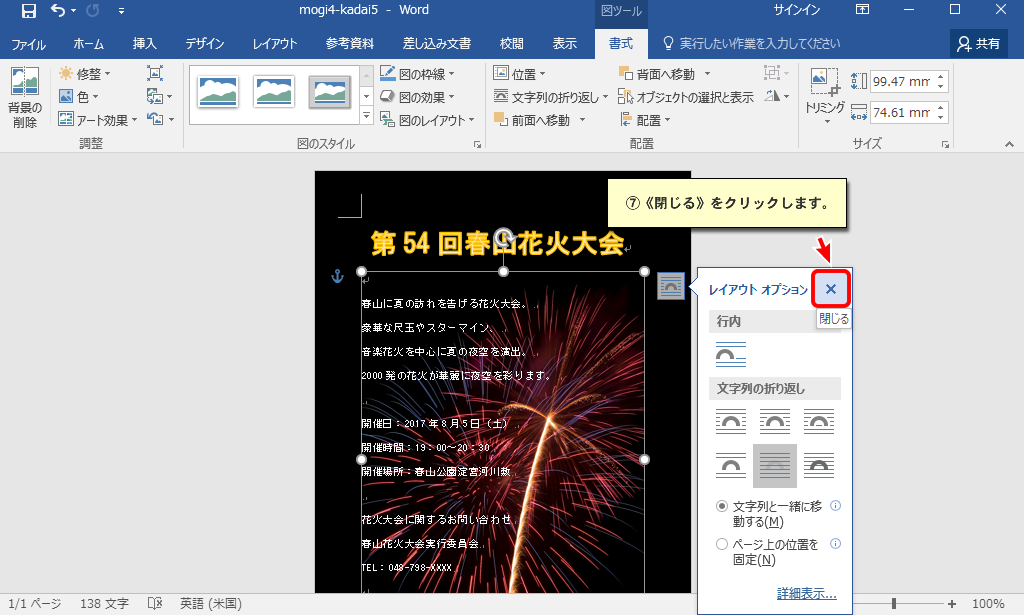 mogi4-kadai5 - Word
図ツール
サインイン
ファイル
ホーム
挿入
デザイン
レイアウト
参考資料
差し込み文書
校閲
表示
書式
実行したい作業を入力してください
共有
背景の
削除
修整
色
アート効果
調整
図の枠線
図の効果
図のレイアウト
図のスタイル
位置
文字列の折り返し
前面へ移動
背面へ移動
オブジェクトの選択と表示
配置
配置
トリミング
99.47 mm
74.61 mm
サイズ
⑦《閉じる》をクリックします。
第 54 回春山花火大会
春山に夏の訪れを告げる花火大会。
豪華な尺玉やスターマイン、
音楽花火を中心に夏の夜空を演出。
2000 発の花火が華麗に夜空を彩ります。
開催日：2017 年 8 月 5 日（土）
開催時間：19：00～20：30
開催場所：春山公園淀宮河川敷
花火大会に関するお問い合わせ
春山花火大会実行委員会
TEL：048-798-XXXX
レイアウト オプション
閉じる
行内
文字列の折り返し
文字列と一緒に移
動する(M)
ページ上の位置を
固定(N)
詳細表示...
1/1 ページ
138 文字
英語 (米国)
100%